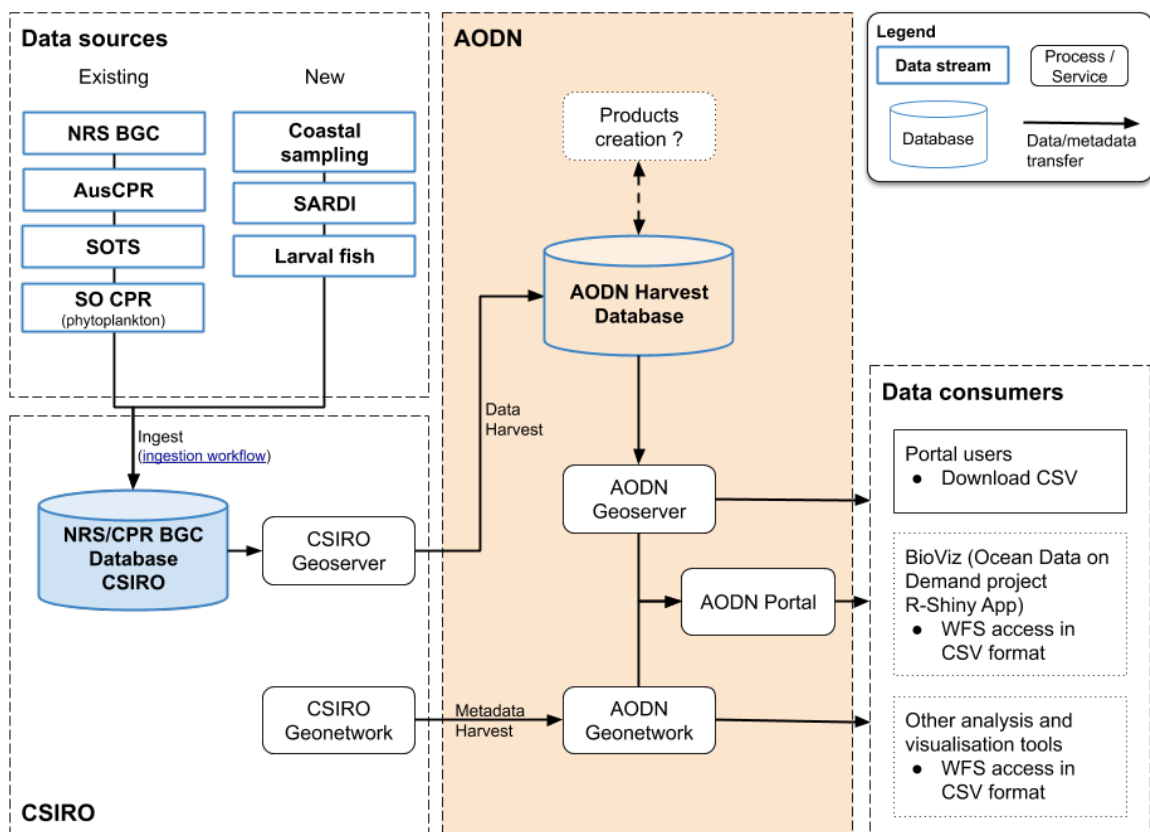 Data sources
Existing
New
NRS BGC
AusCPR
SOTS
SO CPR
(phytoplankton)
Coastal
sampling
SARDI
Larval fish
Ingest
(ingestion workflow)
NRS/CPR BGC
Database
CSIRO
CSIRO
Geoserver
CSIRO
Geonetwork
CSIRO
Data
Harvest
Metadata
Harvest
AODN
Products
creation ?
AODN Harvest
Database
AODN
Geoserver
AODN Portal
AODN
Geonetwork
Legend
Data stream
Process /
Service
Database
Data/metadata
transfer
Data consumers
Portal users
● Download CSV
BioViz (Ocean Data on
Demand project
R-Shiny App)
● WFS access in
CSV format
Other analysis and
visualisation tools
● WFS access in
CSV format